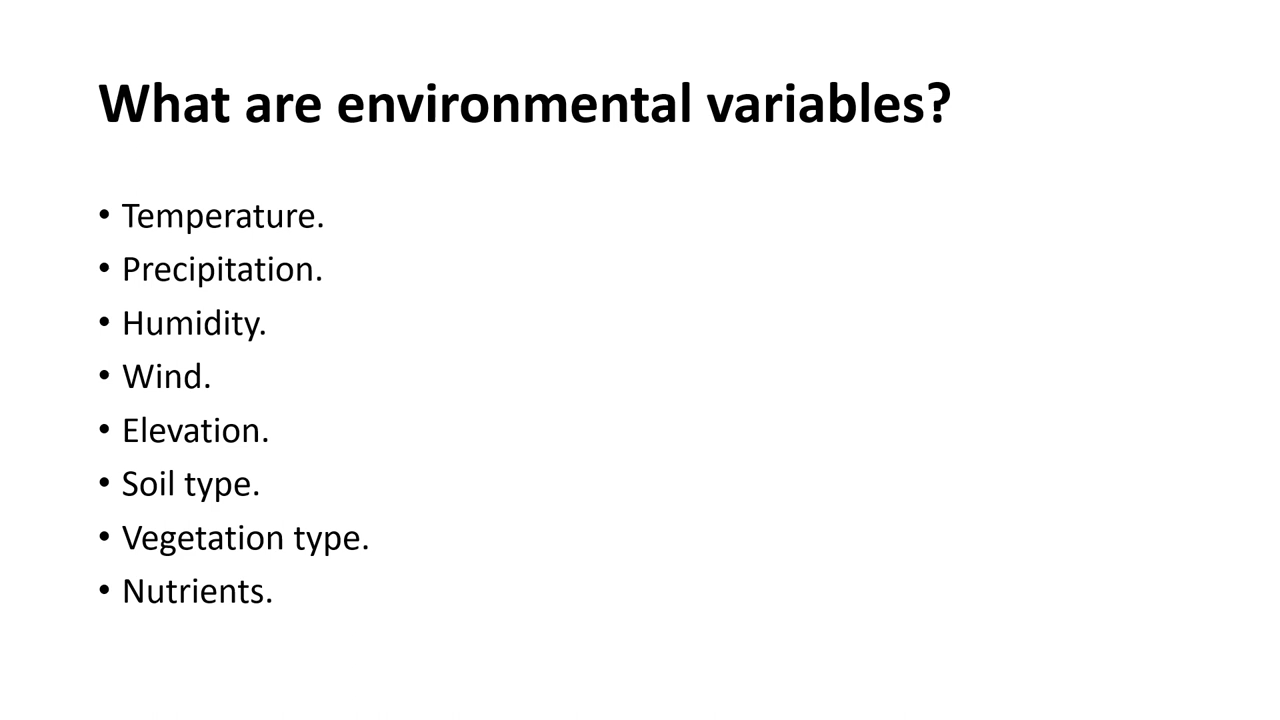 What are environmental variables?
• Temperature.
• Precipitation.
• Humidity.
• Wind.
• Elevation.
• Soil type.
• Vegetation type.
• Nutrients.